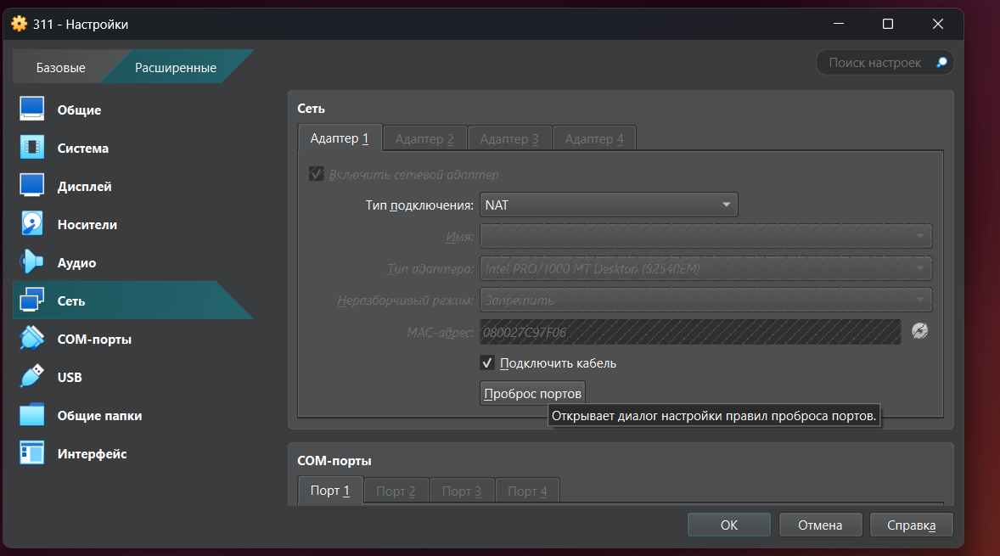 311 - Настройки
Базовые
Расширенные
Поиск настроек
Общие
Система
Дисплей
Носители
Аудио
Сеть
COM-порты
USB
Общие папки
Интерфейс
Сеть
Адаптер 1
Адаптер 2
Адаптер 3
Адаптер 4
Включить сетевой адаптер
Тип подключения:
NAT
Имя:
Тип адаптера:
Intel PRO/1000 MT Desktop (82540EM)
Неразборчивый режим:
Запретить
MAC-адрес:
080027C97F06
Подключить кабель
Проброс портов
Открывает диалог настройки правил проброса портов.
COM-порты
Порт 1
Порт 2
Порт 3
Порт 4
OK
Отмена
Справка